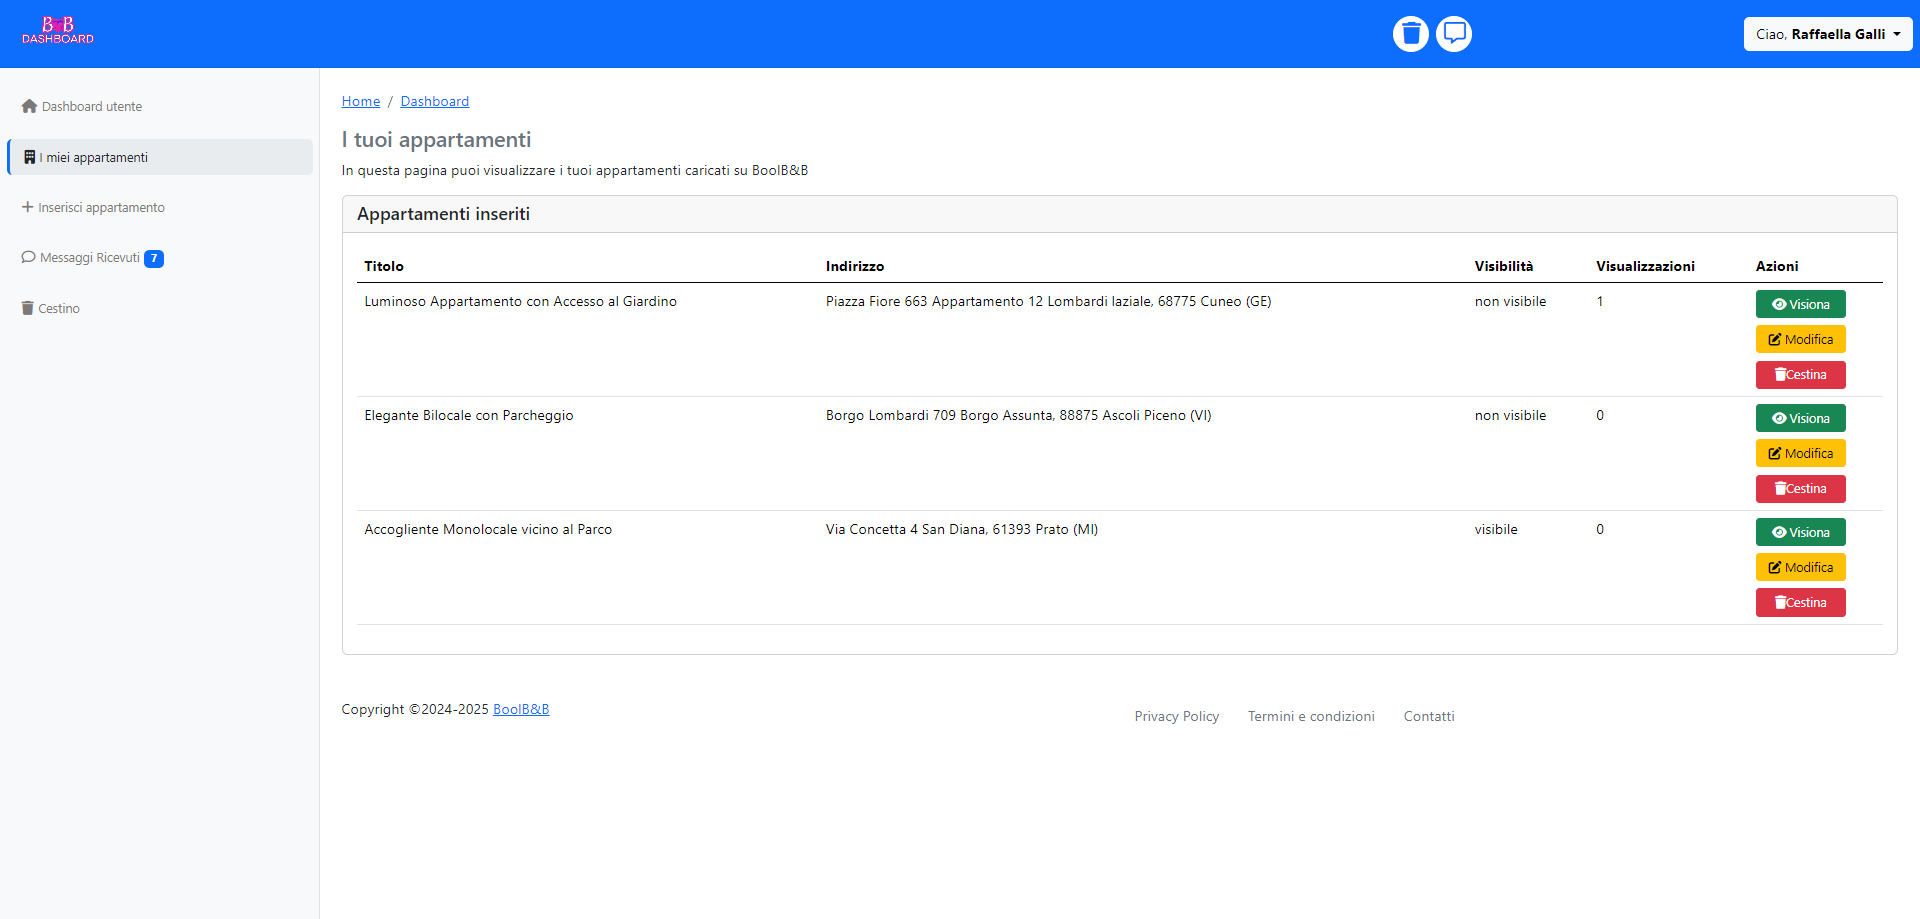 B B
DASHBOARD
Ciao, Raffaella Galli
Dashboard utente
I miei appartamenti
Inserisci appartamento
Messaggi Ricevuti 7
Cestino
Home / Dashboard
I tuoi appartamenti
In questa pagina puoi visualizzare i tuoi appartamenti caricati su BoolB&B
Appartamenti inseriti
Titolo Indirizzo Visibilità Visualizzazioni Azioni
Luminoso Appartamento con Accesso al Giardino Piazza Fiore 663 Appartamento 12 Lombardi laziale, 68775 Cuneo (GE) non visibile 1 Visiona
Modifica
Cestina
Elegante Bilocale con Parcheggio Borgo Lombardi 709 Borgo Assunta, 88875 Ascoli Piceno (VI) non visibile 0 Visiona
Modifica
Cestina
Accogliente Monolocale vicino al Parco Via Concetta 4 San Diana, 61393 Prato (MI) visibile 0 Visiona
Modifica
Cestina
Copyright ©2024-2025 BoolB&B
Privacy Policy Termini e condizioni Contatti